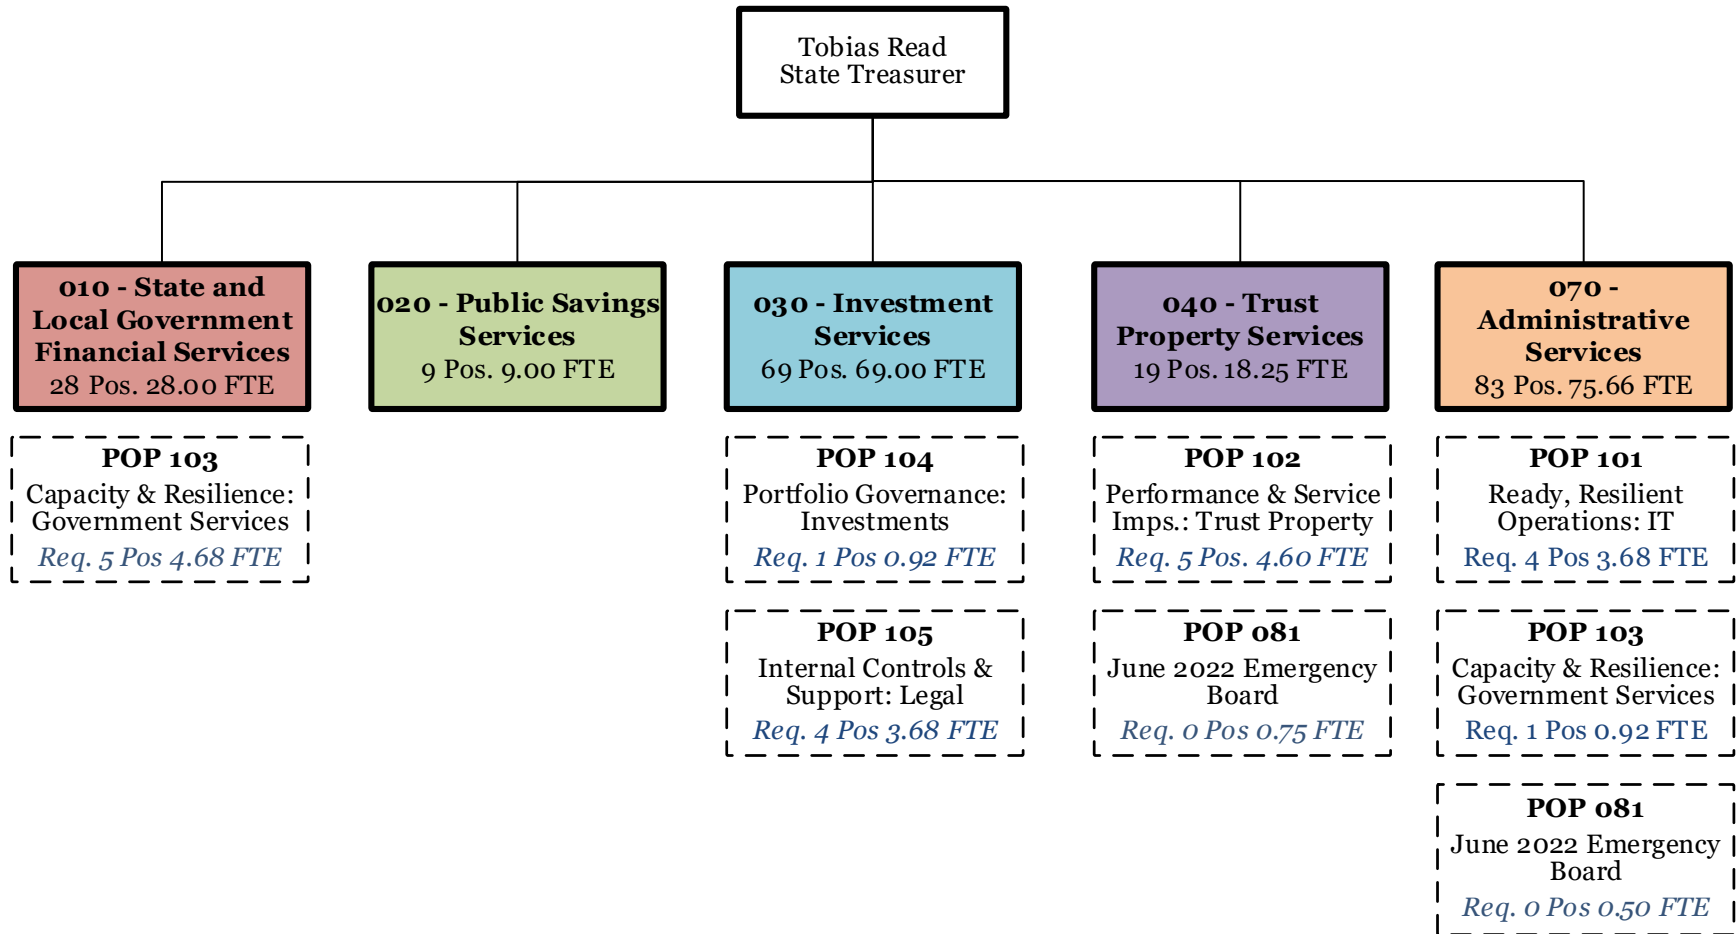 Tobias Read
State Treasurer
010 - State and
Local Government
Financial Services
28 Pos. 28.00 FTE
020 - Public Savings
Services
9 Pos. 9.00 FTE
030 - Investment
Services
69 Pos. 69.00 FTE
040 - Trust
Property Services
19 Pos. 18.25 FTE
070 -
Administrative
Services
83 Pos. 75.66 FTE
POP 103
Capacity & Resilience:
Government Services
Req. 5 Pos 4.68 FTE
POP 104
Portfolio Governance:
Investments
Req. 1 Pos 0.92 FTE
POP 105
Internal Controls &
Support: Legal
Req. 4 Pos 3.68 FTE
POP 102
Performance & Service
Imps.: Trust Property
Req. 5 Pos. 4.60 FTE
POP 081
June 2022 Emergency
Board
Req. 0 Pos 0.75 FTE
POP 101
Ready, Resilient
Operations: IT
Req. 4 Pos 3.68 FTE
POP 103
Capacity & Resilience:
Government Services
Req. 1 Pos 0.92 FTE
POP 081
June 2022 Emergency
Board
Req. 0 Pos 0.50 FTE